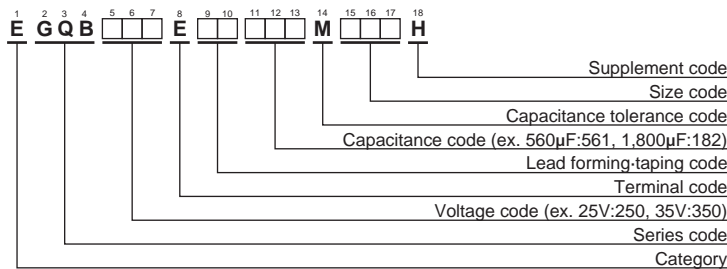 1 2 3 4 5 6 7 8 9 10 11 12 13 14 15 16 17 18
E GQB E M H
Supplement code
Size code
Capacitance tolerance code
Capacitance code (ex. 560μF:561, 1,800μF:182)
Lead forming·taping code
Terminal code
Voltage code (ex. 25V:250, 35V:350)
Series code
Category